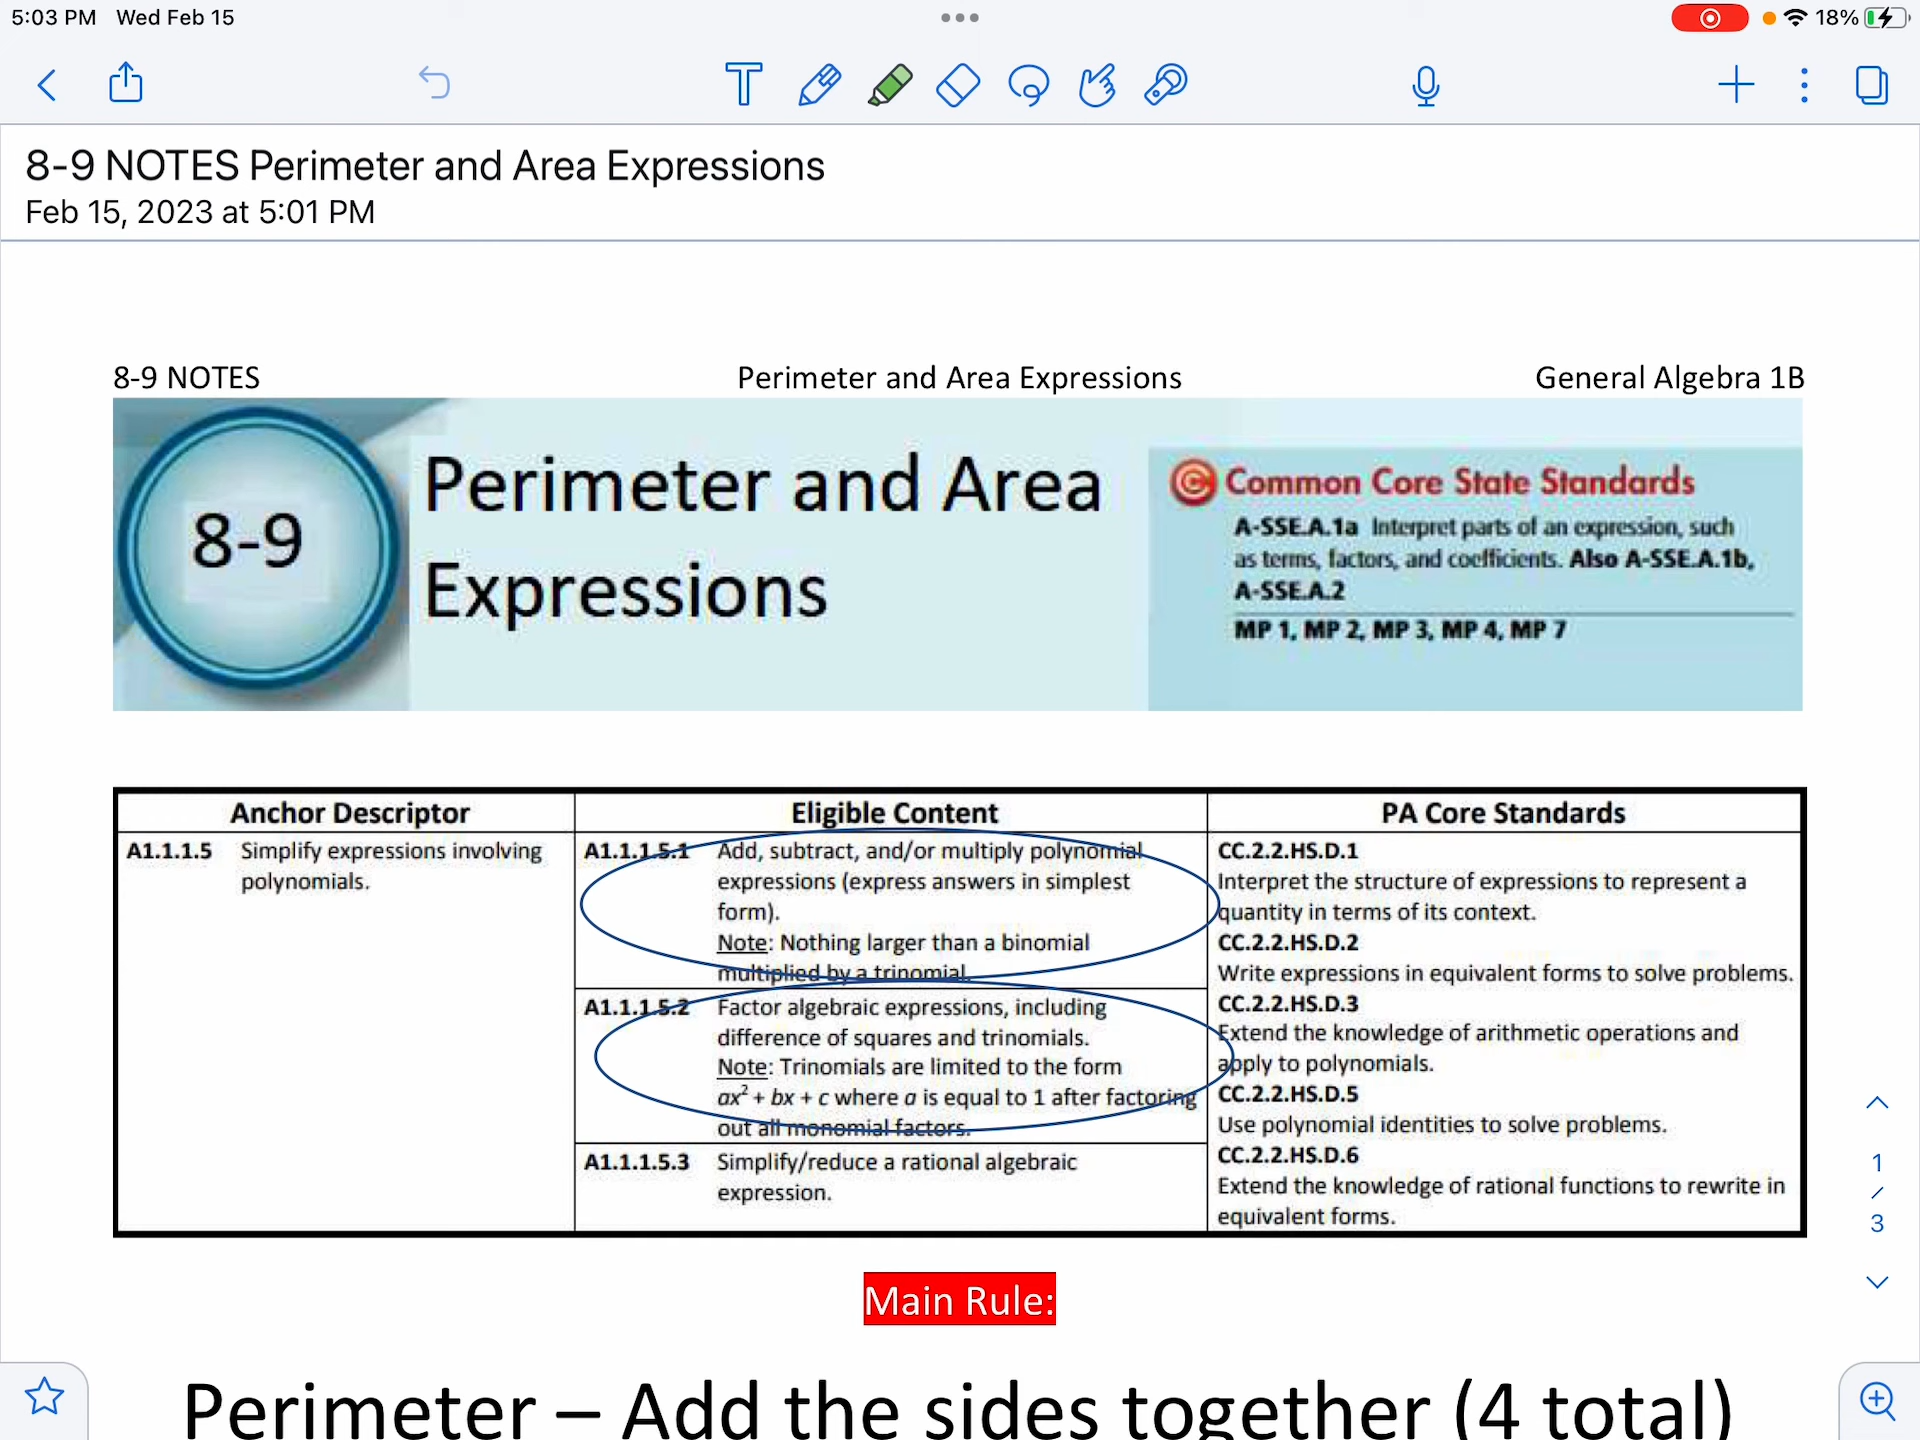 5:03 PM Wed Feb 15
18%
8-9 NOTES Perimeter and Area Expressions
Feb 15, 2023 at 5:01 PM
8-9 NOTES Perimeter and Area Expressions General Algebra 1B
8-9
Perimeter and Area
Expressions
Common Core State Standards
A-SSE.A.1a Interpret parts of an expression, such
as terms, factors, and coefficients. Also A-SSE.A.1b,
A-SSE.A.2
MP 1, MP 2, MP 3, MP 4, MP 7
Anchor Descriptor
A1.1.1.5 Simplify expressions involving
polynomials.
Eligible Content
A1.1.1.5.1 Add, subtract, and/or multiply polynomial
expressions (express answers in simplest
form).
Note: Nothing larger than a binomial
multiplied by a trinomial.
A1.1.1.5.2 Factor algebraic expressions, including
difference of squares and trinomials.
Note: Trinomials are limited to the form
ax² + bx + c where a is equal to 1 after factoring
out all monomial factors.
A1.1.1.5.3 Simplify/reduce a rational algebraic
expression.
PA Core Standards
CC.2.2.HS.D.1
Interpret the structure of expressions to represent a
quantity in terms of its context.
CC.2.2.HS.D.2
Write expressions in equivalent forms to solve problems.
CC.2.2.HS.D.3
Extend the knowledge of arithmetic operations and
apply to polynomials.
CC.2.2.HS.D.5
Use polynomial identities to solve problems.
CC.2.2.HS.D.6
Extend the knowledge of rational functions to rewrite in
equivalent forms.
1
/
3
Main Rule:
Perimeter – Add the sides together (4 total)